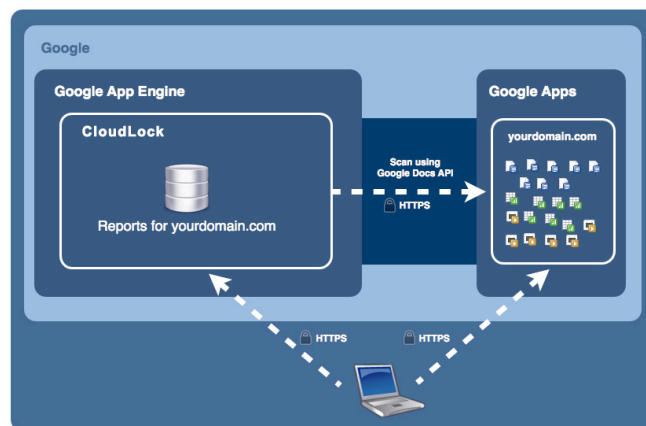 Google
Google App Engine
Google Apps
CloudLock
yourdomain.com
Scan using
Google Docs API
HTTPS
Reports for yourdomain.com
HTTPS
HTTPS